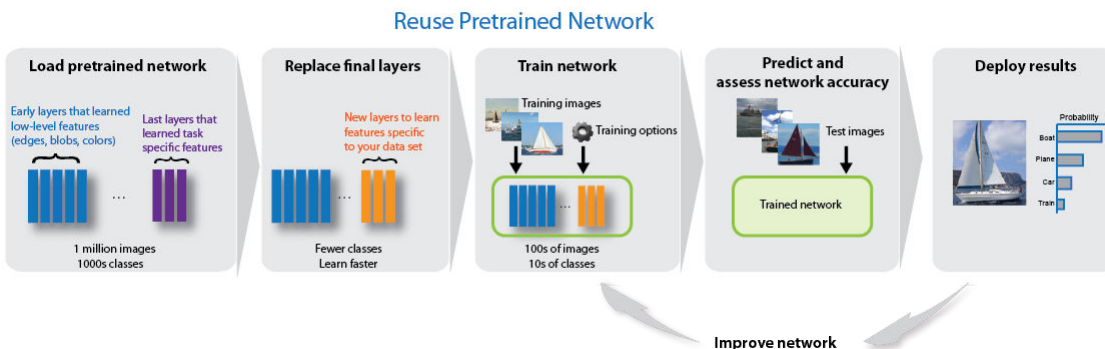 Reuse Pretrained Network
Load pretrained network
Early layers that learned
low-level features
(edges, blobs, colors)
Last layers that
learned task
specific features
...
1 million images
1000s classes
Replace final layers
New layers to learn
features specific
to your data set
...
Fewer classes
Learn faster
Train network
Training images
Training options
...
100s of images
10s of classes
Predict and
assess network accuracy
Test images
Trained network
Deploy results
Probability
Boat
Plane
Car
Train
Improve network